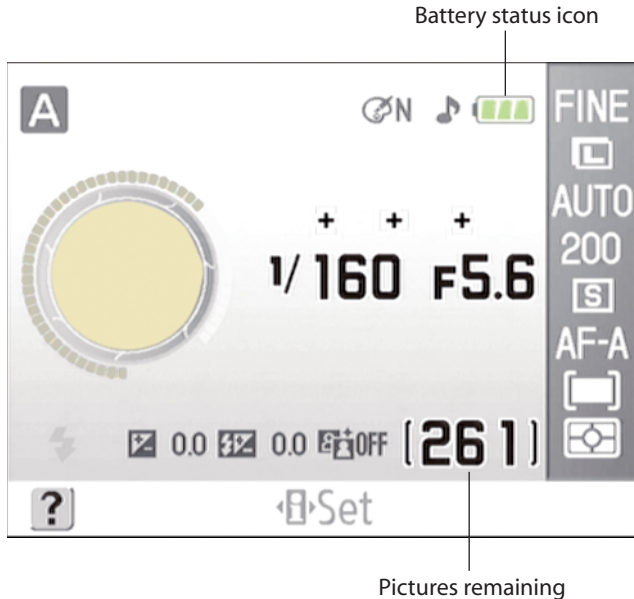 Battery status icon
A
N
FINE
L
AUTO
200
S
AF-A
+ + +
1/160 F5.6
0.0 0.0 OFF [261]
? i Set
Pictures remaining